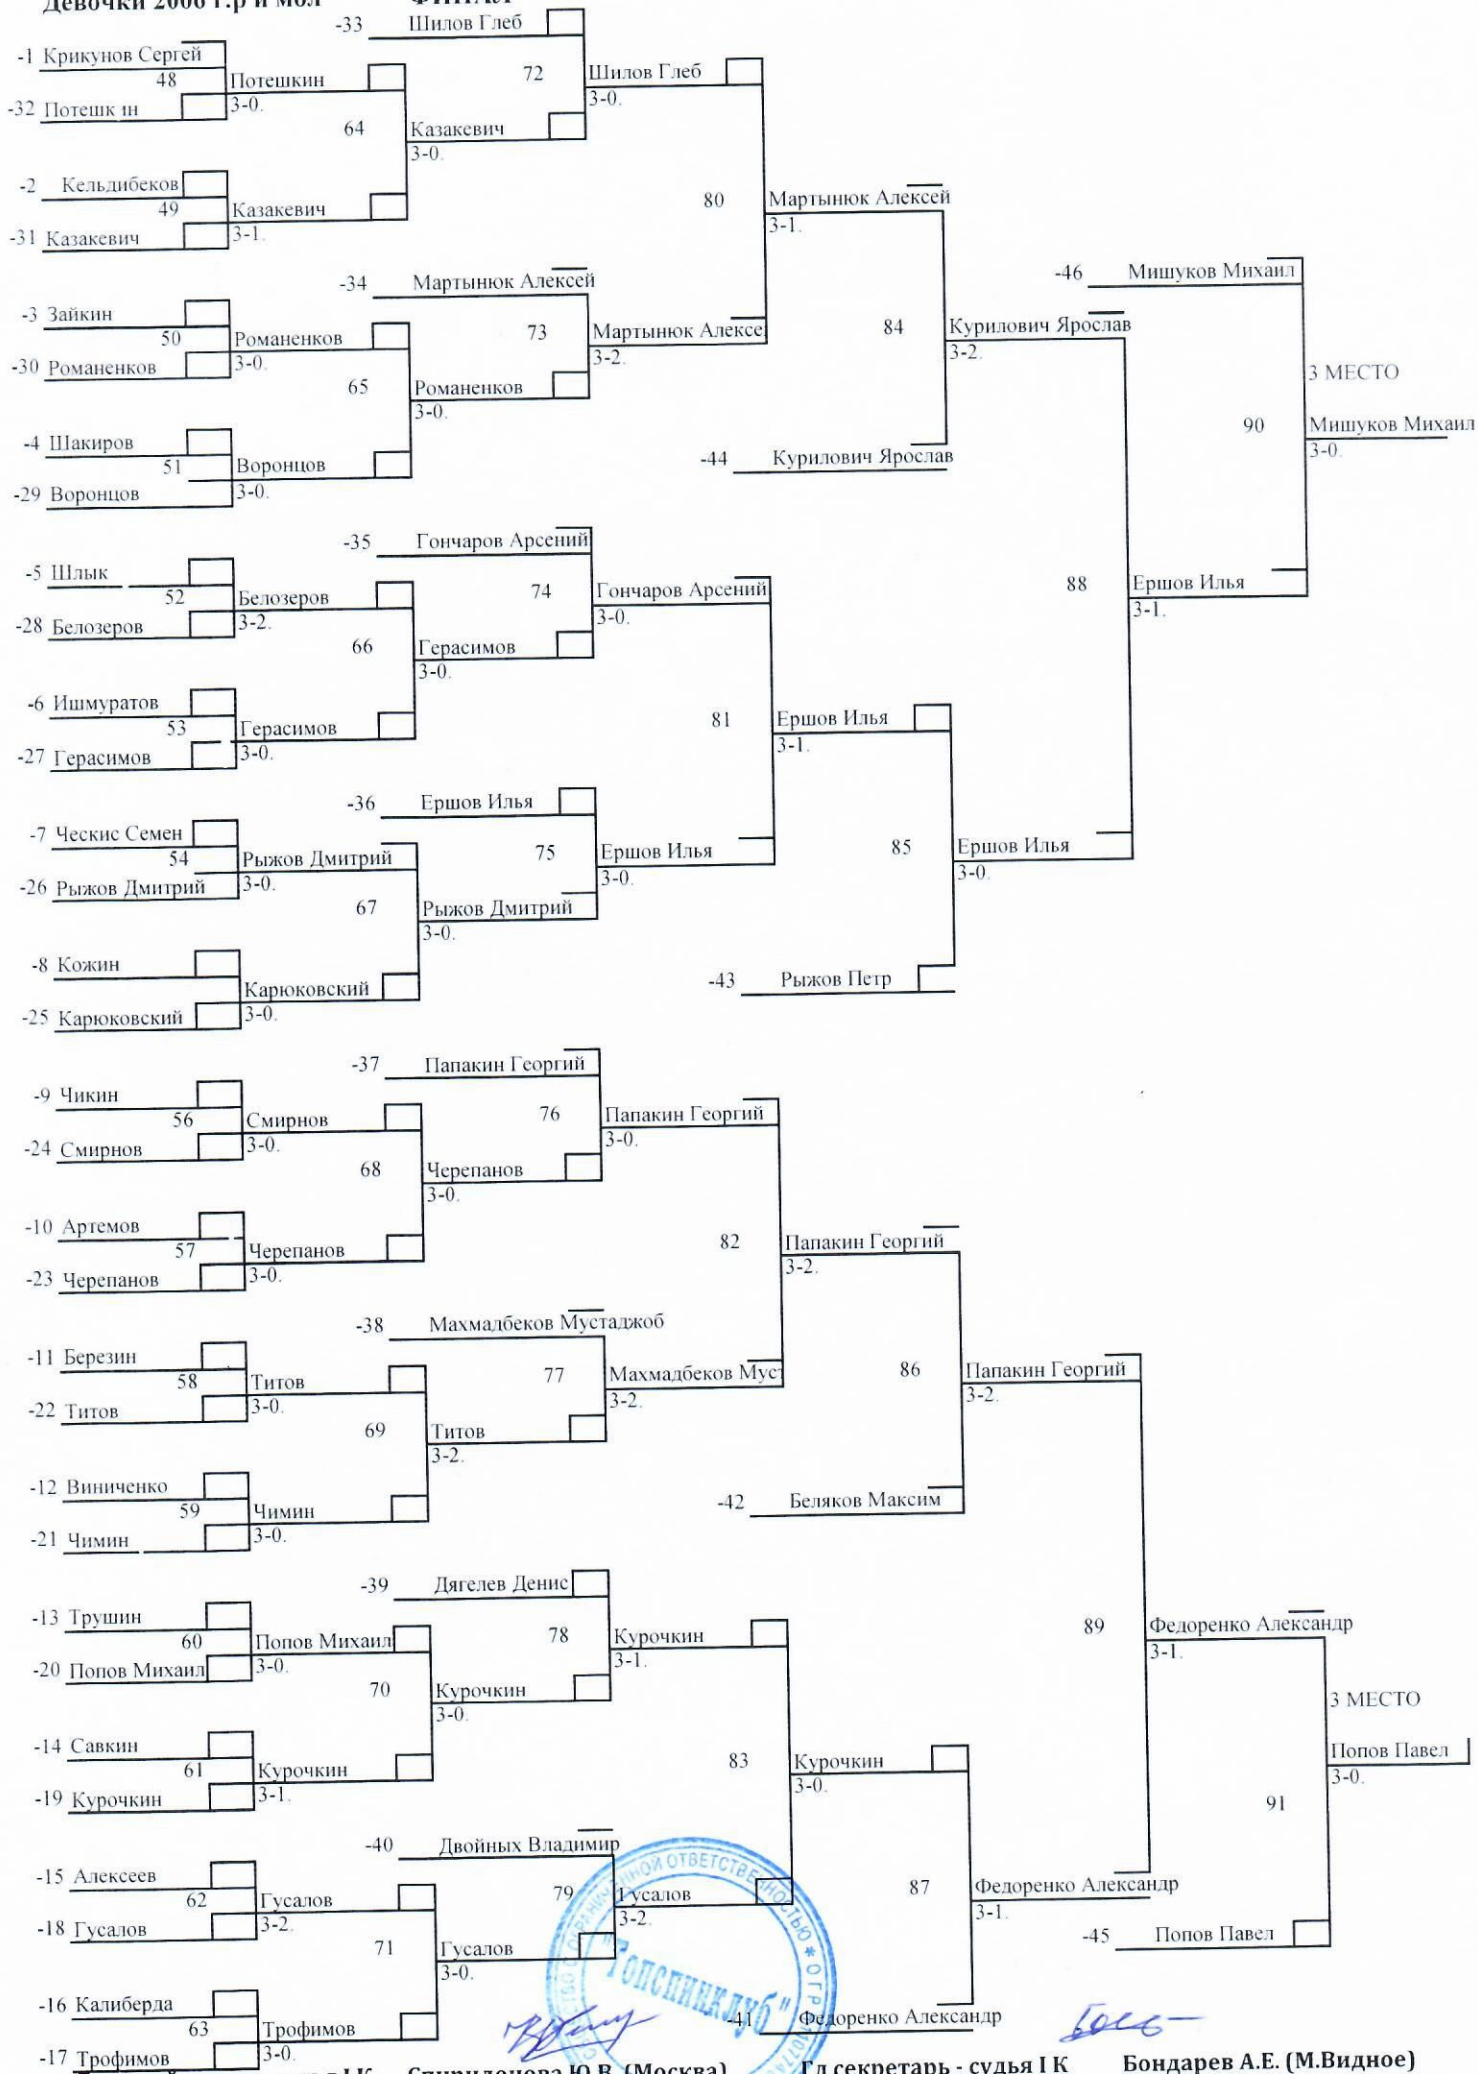 Девочки 2006 г.р и мол ФИНАЛ
-33 Шилов Глеб
-1 Крикунов Сергей
48 Потешкин
3-0.
-32 Потешк ин
72 Шилов Глеб
3-0.
64 Казакевич
3-0.
-2 Кельдибеков
49 Казакевич
3-1.
-31 Казакевич
80 Мартынюк Алексей
3-1.
-34 Мартынюк Алексей
-46 Мишуков Михаил
-3 Зайкин
50 Романенков
3-0.
-30 Романенков
73 Мартынюк Алексе
3-2.
84 Курилович Ярослав
3-2.
65 Романенков
3-0.
3 МЕСТО
90 Мишуков Михаил
3-0.
-4 Шакиров
51 Воронцов
3-0.
-29 Воронцов
-44 Курилович Ярослав
-35 Гончаров Арсений
-5 Шлык
52 Белозеров
3-2.
-28 Белозеров
74 Гончаров Арсений
3-0.
88 Ершов Илья
3-1.
66 Герасимов
3-0.
-6 Ишмуратов
53 Герасимов
3-0.
-27 Герасимов
81 Ершов Илья
3-1.
-36 Ершов Илья
-7 Ческис Семен
54 Рыжов Дмитрий
3-0.
-26 Рыжов Дмитрий
75 Ершов Илья
3-0.
85 Ершов Илья
3-0.
67 Рыжов Дмитрий
3-0.
-8 Кожин
Карюковский
3-0.
-25 Карюковский
-43 Рыжов Петр
-37 Папакин Георгий
-9 Чикин
56 Смирнов
3-0.
-24 Смирнов
76 Папакин Георгий
3-0.
68 Черепанов
3-0.
-10 Артемов
57 Черепанов
3-0.
-23 Черепанов
82 Папакин Георгий
3-2.
-38 Махмадбеков Мустаджоб
-11 Березин
58 Титов
3-0.
-22 Титов
77 Махмадбеков Муст
3-2.
86 Папакин Георгий
3-2.
69 Титов
3-2.
-12 Виниченко
59 Чимин
3-0.
-21 Чимин
-42 Беляков Максим
-39 Дягелев Денис
-13 Трушин
60 Попов Михаил
3-0.
-20 Попов Михаил
78 Курочкин
3-1.
89 Федоренко Александр
3-1.
70 Курочкин
3-0.
3 МЕСТО
-14 Савкин
61 Курочкин
3-1.
-19 Курочкин
83 Курочкин
3-0.
91 Попов Павел
3-0.
-40 Двойных Владимир
-15 Алексеев
62 Гусалов
3-2.
-18 Гусалов
79 Гусалов
3-2.
87 Федоренко Александр
3-1.
71 Гусалов
3-0.
-45 Попов Павел
"Топспинклуб"
-16 Калиберда
63 Трофимов
3-0.
-17 Трофимов
-41 Федоренко Александр
Спиридонова Ю.В. (Москва) Гл секретарь - судья I К Бондарев А.Е. (М.Видное)